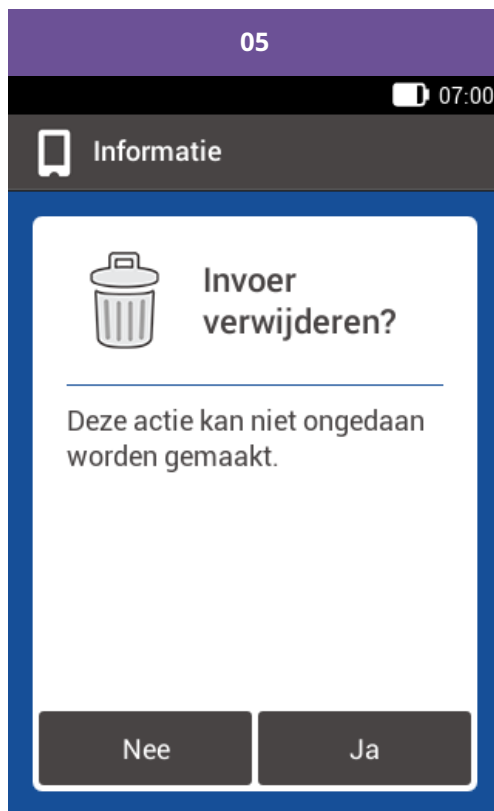 05
07:00
Informatie
Invoer
verwijderen?
Deze actie kan niet ongedaan
worden gemaakt.
Nee
Ja